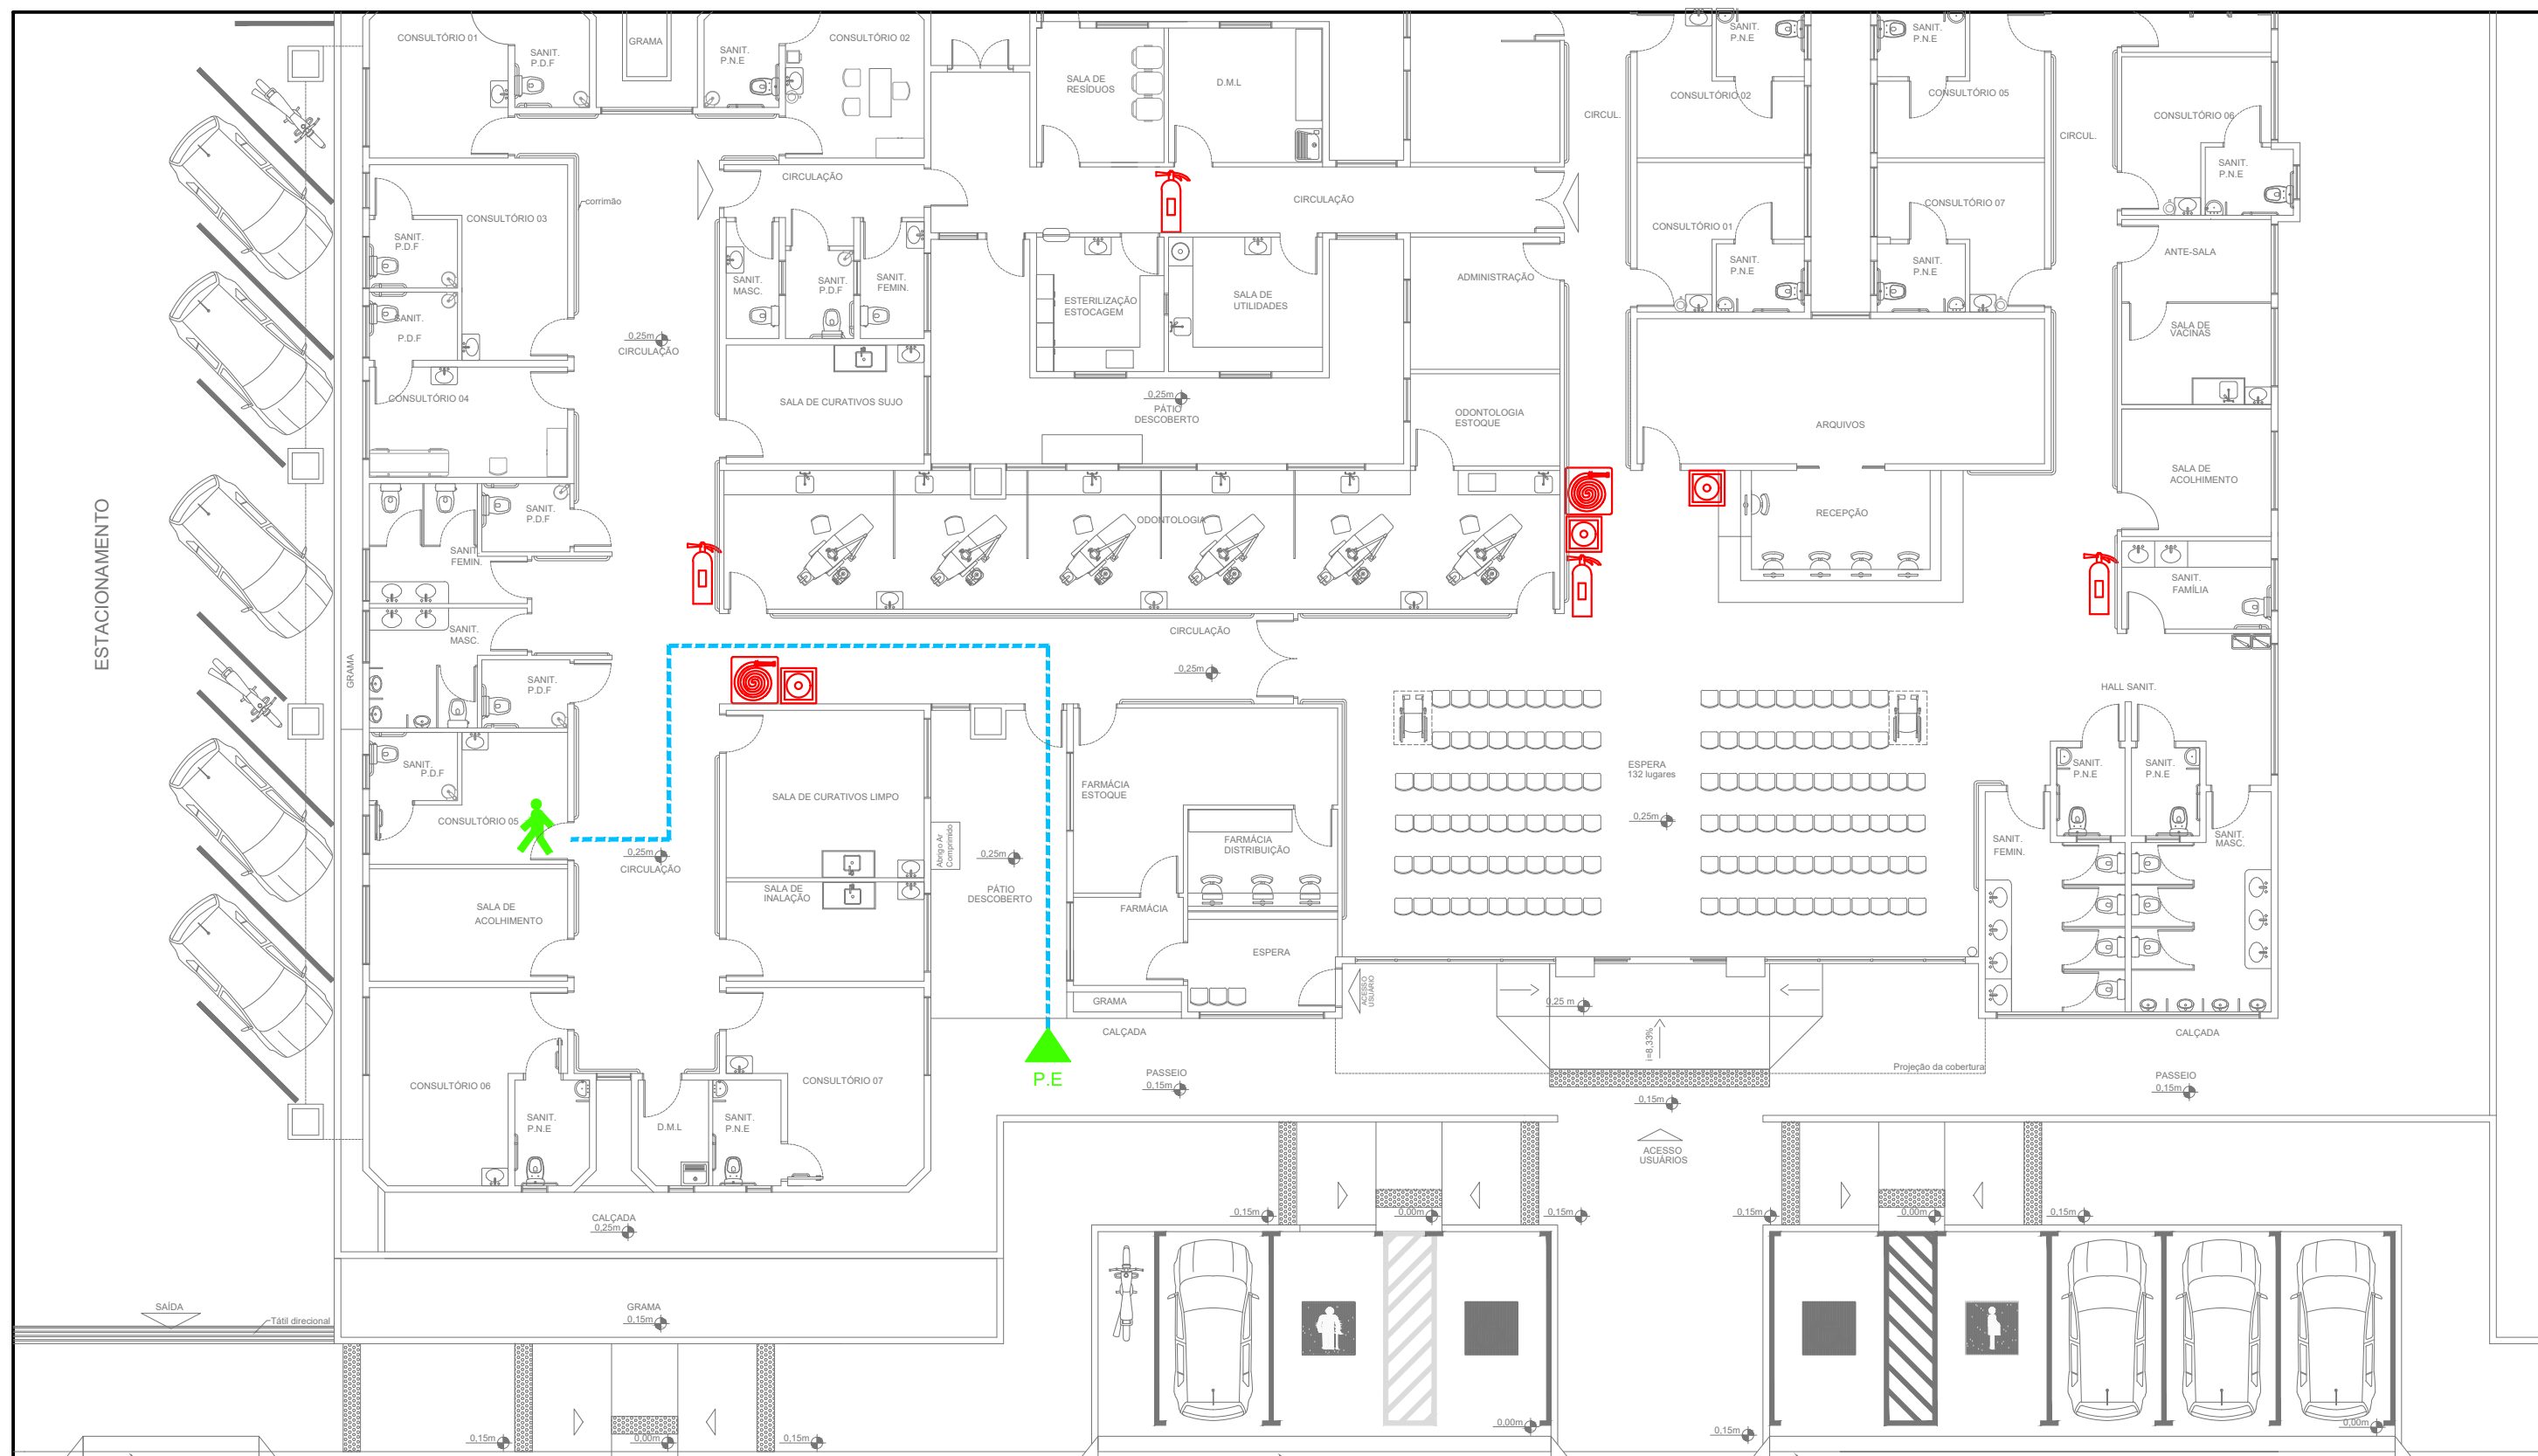 CONSULTÓRIO 01
SANIT.
P.D.F
GRAMA
SANIT.
P.N.E
CONSULTÓRIO 02
SALA DE
RESÍDUOS
D.M.L
CIRCUL.
SANIT.
P.N.E
CONSULTÓRIO 02
SANIT.
P.N.E
CONSULTÓRIO 05
CIRCUL.
CONSULTÓRIO 06
SANIT.
P.N.E
CONSULTÓRIO 03
corrimão
CIRCULAÇÃO
CIRCULAÇÃO
CONSULTÓRIO 01
CONSULTÓRIO 07
SANIT.
P.D.F
SANIT.
P.D.F
SANIT.
MASC.
SANIT.
P.D.F
SANIT.
FEMIN.
ESTERILIZAÇÃO
ESTOCAGEM
SALA DE
UTILIDADES
ADMINISTRAÇÃO
SANIT.
P.N.E
SANIT.
P.N.E
ANTE-SALA
SALA DE
VACINAS
0,25m
CIRCULAÇÃO
CONSULTÓRIO 04
SALA DE CURATIVOS SUJO
0,25m
PÁTIO
DESCOBERTO
ODONTOLOGIA
ESTOQUE
ARQUIVOS
SALA DE
ACOLHIMENTO
ESTACIONAMENTO
SANIT.
P.D.F
SANIT.
FEMIN.
ODONTOLOGIA
RECEPÇÃO
SANIT.
FAMÍLIA
GRAMA
SANIT.
MASC.
SANIT.
P.D.F
CIRCULAÇÃO
0,25m
HALL SANIT.
SANIT.
P.D.F
CONSULTÓRIO 05
0,25m
CIRCULAÇÃO
SALA DE CURATIVOS LIMPO
Abrigo Ar
Comprimido
0,25m
PÁTIO
DESCOBERTO
FARMÁCIA
ESTOQUE
FARMÁCIA
DISTRIBUIÇÃO
ESPERA
132 lugares
0,25m
SANIT.
P.N.E
SANIT.
P.N.E
SANIT.
FEMIN.
SANIT.
MASC.
SALA DE
ACOLHIMENTO
SALA DE
INALAÇÃO
FARMÁCIA
ESPERA
GRAMA
CALÇADA
ACESSO
USUÁRIO
0,25 m
i=8,33%
CALÇADA
P.E
CONSULTÓRIO 06
CONSULTÓRIO 07
SANIT.
P.N.E
D.M.L
SANIT.
P.N.E
PASSEIO
0,15m
Projeção da cobertura
PASSEIO
0,15m
0,15m
ACESSO
USUÁRIOS
CALÇADA
0,25m
0,15m
0,00m
0,15m
0,15m
0,00m
0,15m
SAÍDA
Tátil direcional
GRAMA
0,15m
0,15m
0,00m
0,15m
0,00m
0,15m
0,00m